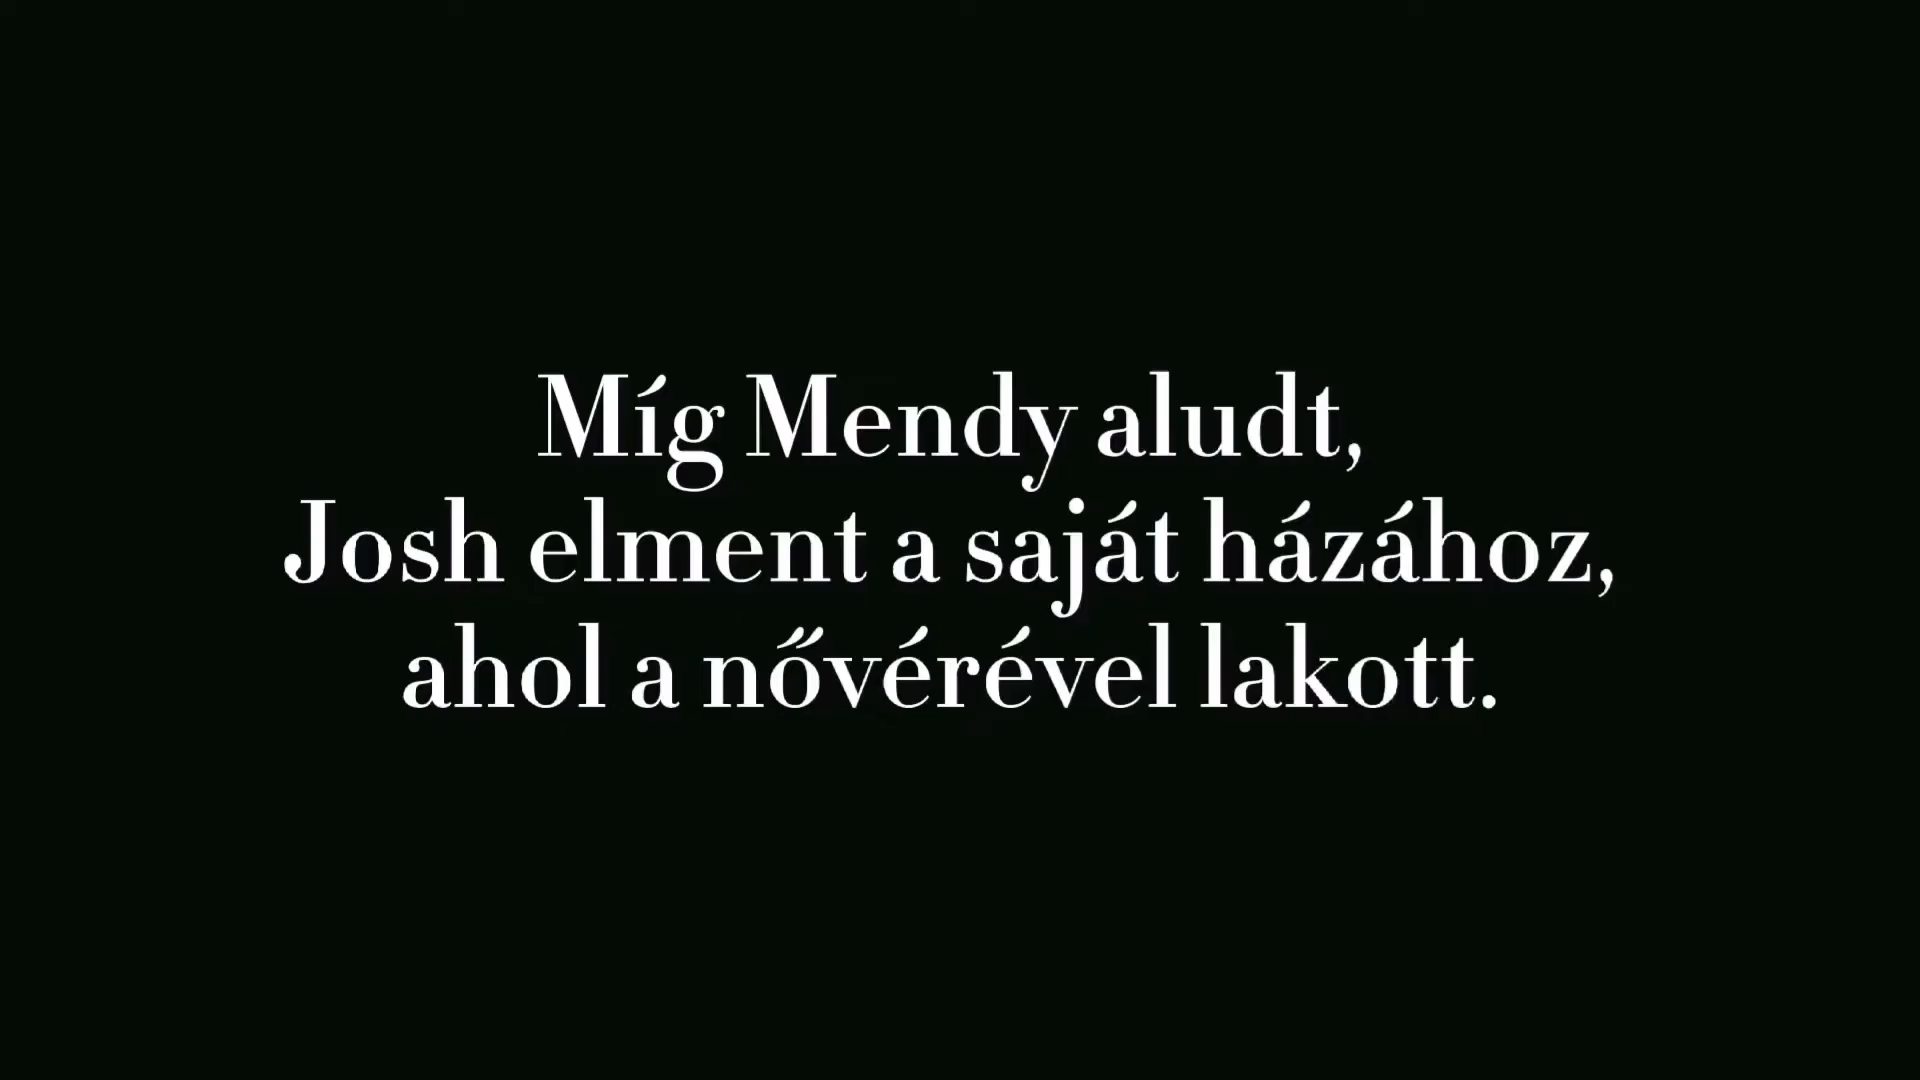 Míg Mendy aludt,
Josh elment a saját házához,
ahol a nővérével lakott.